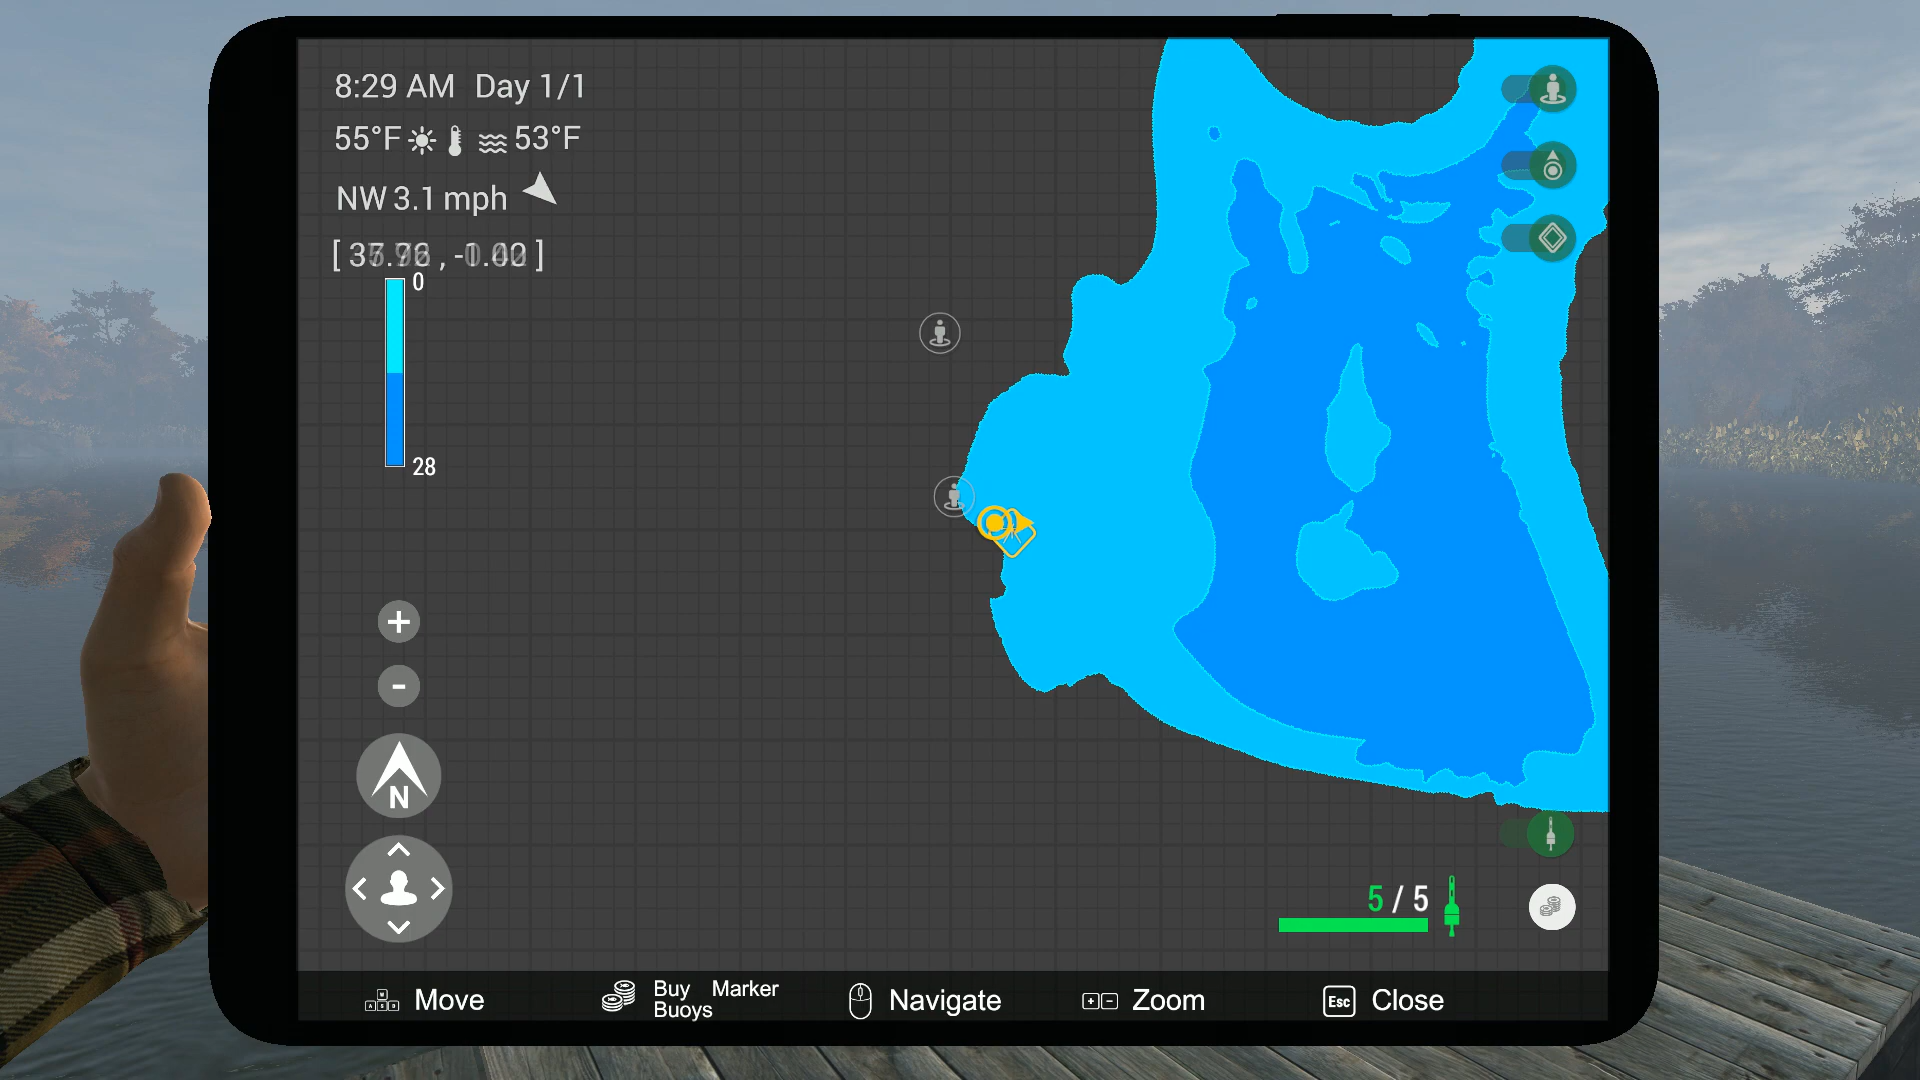 8:29 AM Day 1/1
55°F 53°F
NW 3.1 mph
0
28
+
-
N
5 / 5
Move
Buy Marker
Buoys
Navigate
+ - Zoom
Esc Close